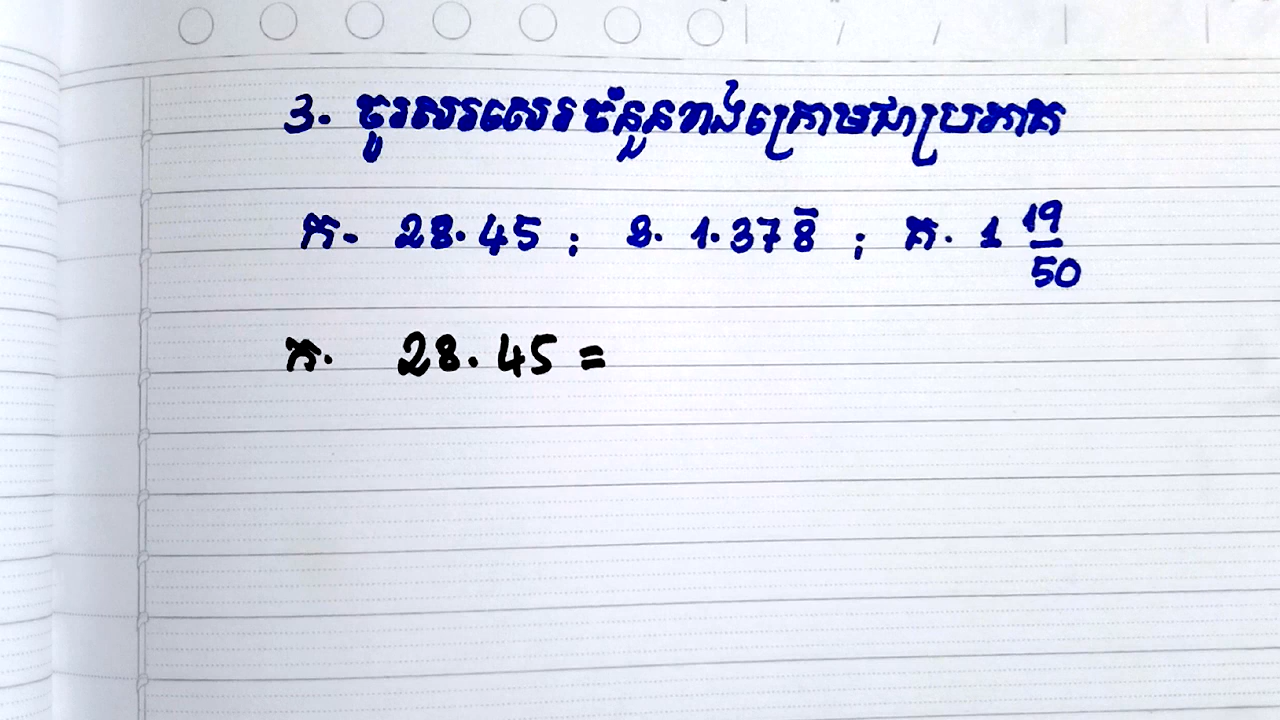 3. ចូរសរសេរចំនួនខាងក្រោមជាប្រភាគ
ក. 28.45 ; ខ. 1.378̅ ; គ. 1 19/50
ក. 28.45 =